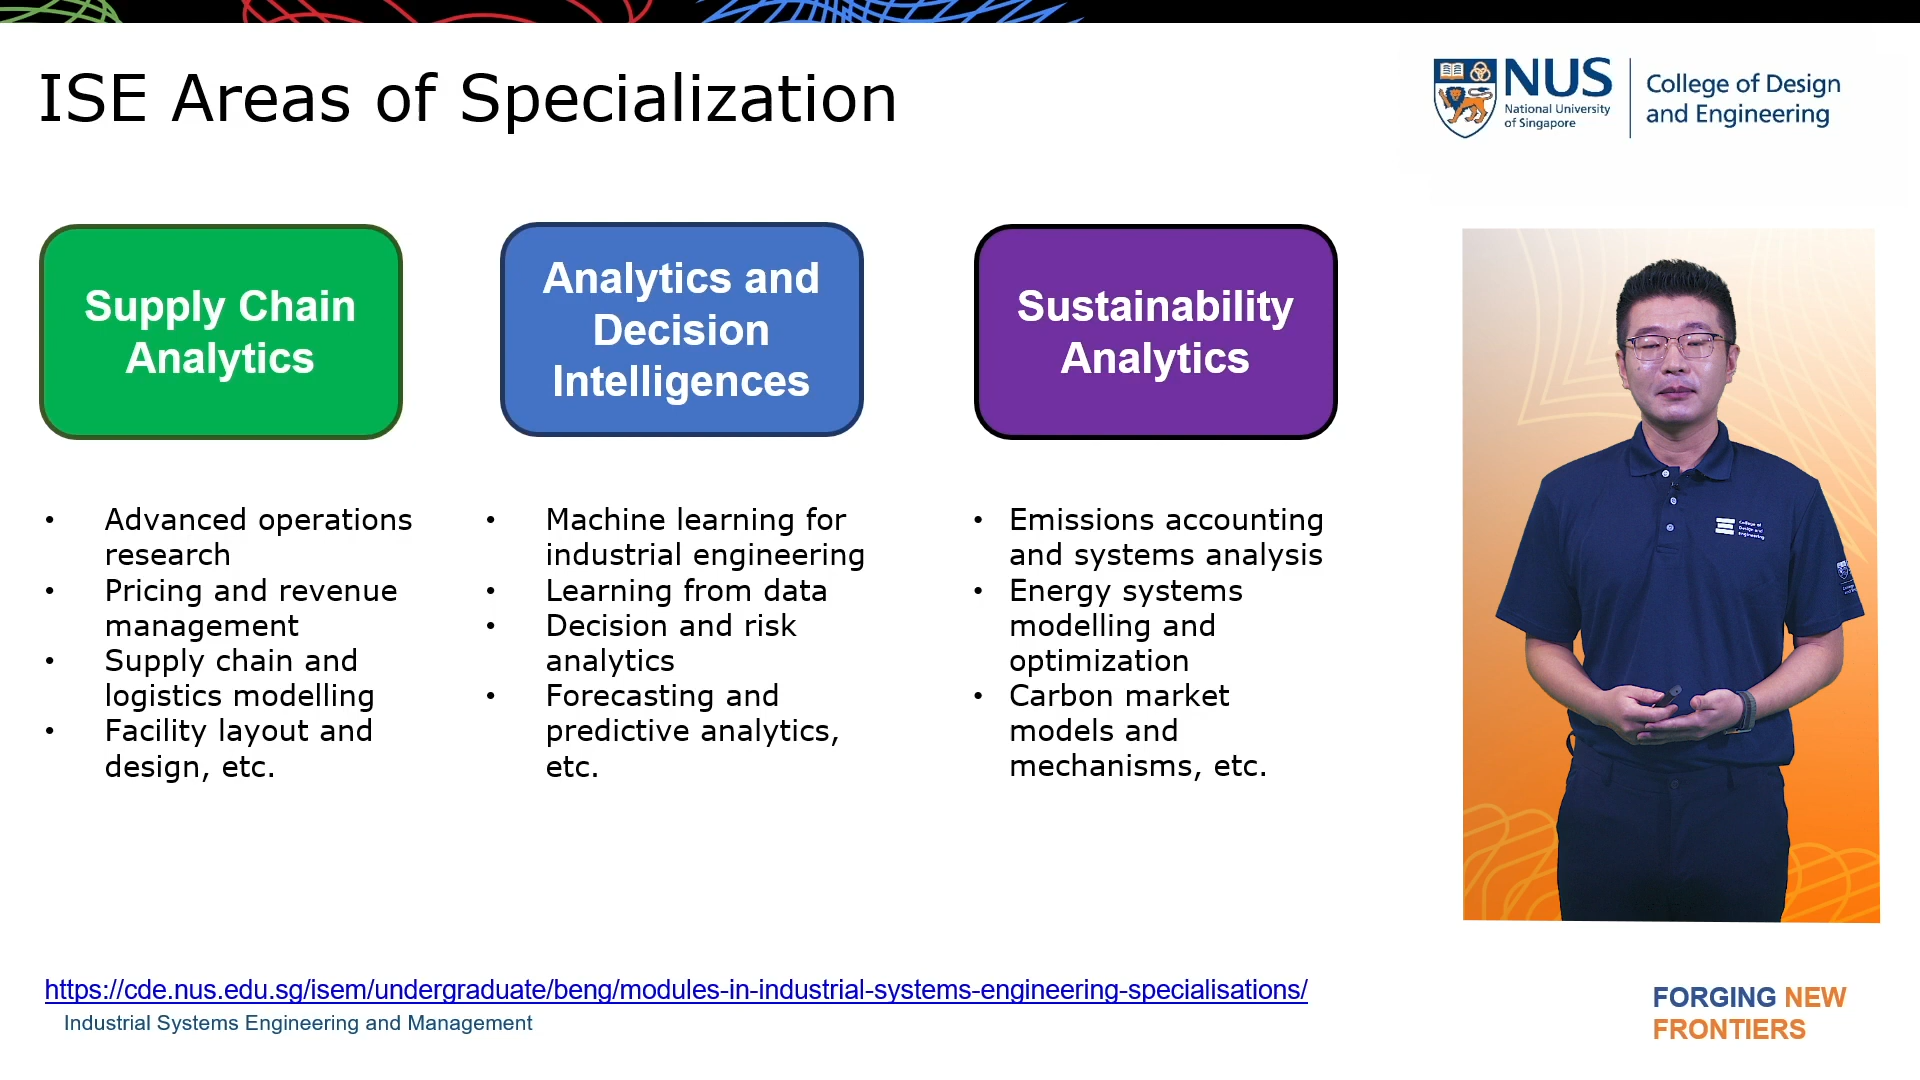 ISE Areas of Specialization
NUS
National University
of Singapore
College of Design
and Engineering
Supply Chain
Analytics
Analytics and
Decision
Intelligences
Sustainability
Analytics
• Advanced operations
research
• Pricing and revenue
management
• Supply chain and
logistics modelling
• Facility layout and
design, etc.
• Machine learning for
industrial engineering
• Learning from data
• Decision and risk
analytics
• Forecasting and
predictive analytics,
etc.
• Emissions accounting
and systems analysis
• Energy systems
modelling and
optimization
• Carbon market
models and
mechanisms, etc.
College of
Design and
Engineering
https://cde.nus.edu.sg/isem/undergraduate/beng/modules-in-industrial-systems-engineering-specialisations/
Industrial Systems Engineering and Management
FORGING NEW
FRONTIERS